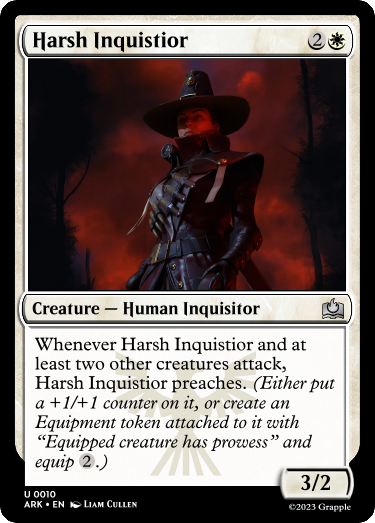 Harsh Inquistior 2
Creature — Human Inquisitor
Whenever Harsh Inquistior and at
least two other creatures attack,
Harsh Inquistior preaches. (Either put
a +1/+1 counter on it, or create an
Equipment token attached to it with
“Equipped creature has prowess” and
equip 2.)
3/2
U 0010
ARK • EN Liam Cullen
©2023 Grapple